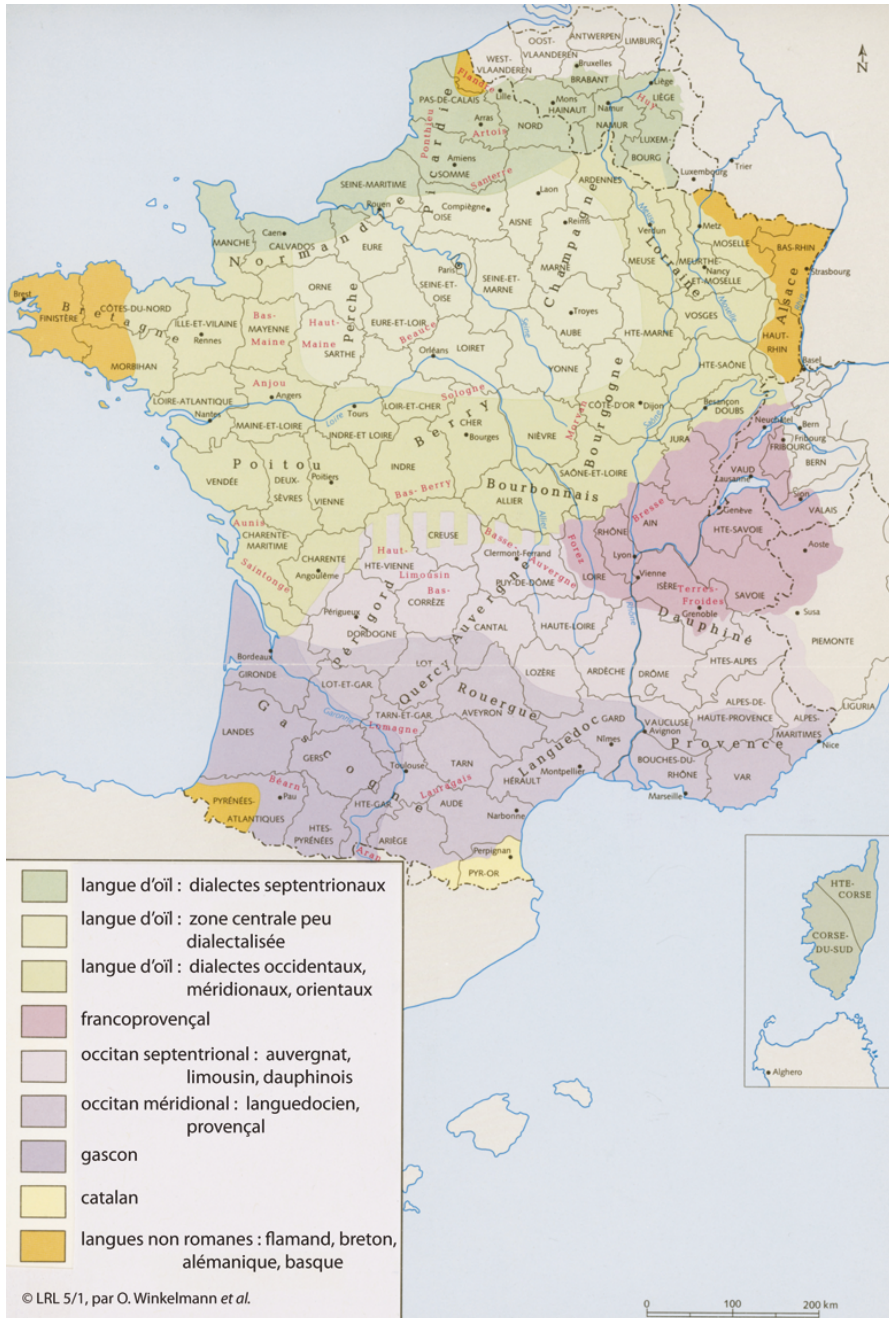 OOST-
VLAANDEREN
ANTWERPEN
LIMBURG
WEST-
VLAANDEREN
Bruxelles
BRABANT
N
Flandre
PAS-DE-CALAIS
Lille
Mons
HAINAUT
Namur
NAMUR
Huy
Liège
LIÈGE
LUXEM-
BOURG
Arras
Artois
NORD
Ponthieu
Picardie
Amiens
SOMME
Santerre
ARDENNES
Luxembourg
Trier
SEINE-MARITIME
Rouen
Compiègne
OISE
Laon
AISNE
Reims
Meuse
Verdun
Metz
MOSELLE
BAS-RHIN
Strasbourg
Caen
MANCHE
CALVADOS
Normandie
EURE
Paris
SEINE-ET
OISE
SEINE-ET-
MARNE
MARNE
Champagne
MEUSE
Lorraine
MEURTHE-
Nancy
ET-MOSELLE
Moselle
Alsace
HAUT-
RHIN
Basel
Brest
FINISTÈRE
Bretagne
CÔTES-DU-NORD
MORBIHAN
ILLE-ET-VILAINE
Rennes
ORNE
Bas-
MAYENNE
Maine
Haut-
Maine
SARTHE
Perche
EURE-ET-LOIR
Beauce
Orléans
LOIRET
Seine
Troyes
AUBE
YONNE
HTE-MARNE
VOSGES
HTE-SAÔNE
LOIRE-ATLANTIQUE
Nantes
Anjou
Angers
MAINE-ET-LOIRE
Loire
Tours
INDRE-ET LOIRE
LOIR-ET-CHER
Sologne
Berry
CHER
Bourges
NIÈVRE
Morvan
Bourgogne
CÔTE-D'OR
Dijon
Besançon
DOUBS
JURA
Neuchâtel
Bern
Fribourg
FRIBOURG
BERN
VAUD
Lausanne
Sion
VALAIS
Genève
VENDÉE
Poitou
DEUX-
SÈVRES
Poitiers
VIENNE
INDRE
Bas-Berry
Bourbonnais
ALLIER
Allier
SAÔNE-ET-LOIRE
Aunis
CHARENTE-
MARITIME
Saintonge
CHARENTE
Angoulême
Haut-
HTE-VIENNE
Limousin
Bas-
CORRÈZE
CREUSE
Basse-
Auvergne
Clermont-Ferrand
PUY-DE-DÔME
Forez
LOIRE
RHÔNE
Bresse
AIN
Lyon
Vienne
ISÈRE
Terres-
Froides
Grenoble
HTE-SAVOIE
SAVOIE
Aoste
Susa
PIEMONTE
LIGURIA
Périgueux
DORDOGNE
Périgord
CANTAL
Auvergne
HAUTE-LOIRE
Rhône
Dauphiné
Bordeaux
GIRONDE
LOT-ET-GAR.
LOT
Quercy
Rouergue
AVEYRON
LOZÈRE
ARDÈCHE
DRÔME
HTES-ALPES
ALPES-DE-
HAUTE-PROVENCE
ALPES-
MARITIMES
Nice
Garonne
TARN-ET-GAR.
Lomagne
LANDES
Gascogne
GERS
Toulouse
TARN
Lauragais
Languedoc
GARD
Nîmes
VAUCLUSE
Avignon
Provence
BOUCHES-DU-
RHÔNE
VAR
Marseille
HÉRAULT
Montpellier
PYRÉNÉES-
ATLANTIQUES
Béarn
Pau
HTES-
PYRÉNÉES
HTE-GAR.
ARIÈGE
AUDE
Narbonne
Aran
Perpignan
PYR-OR
HTE-
CORSE
CORSE-
DU-SUD
Alghero
langue d'oïl : dialectes septentrionaux
langue d'oïl : zone centrale peu
dialectalisée
langue d'oïl : dialectes occidentaux,
méridionaux, orientaux
francoprovençal
occitan septentrional : auvergnat,
limousin, dauphinois
occitan méridional : languedocien,
provençal
gascon
catalan
langues non romanes : flamand, breton,
alémanique, basque
© LRL 5/1, par O. Winkelmann et al.
0 100 200 km